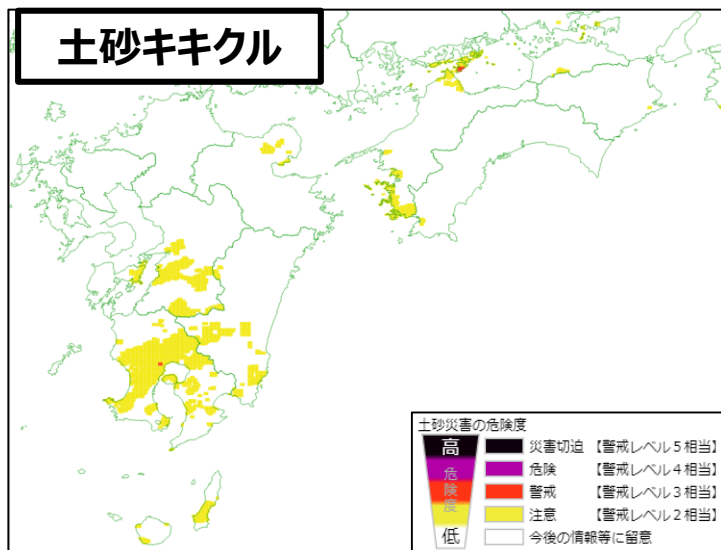 土砂キキクル
土砂災害の危険度
高
危
険
度
低
災害切迫 【警戒レベル5相当】
危険 【警戒レベル4相当】
警戒 【警戒レベル3相当】
注意 【警戒レベル2相当】
今後の情報等に留意